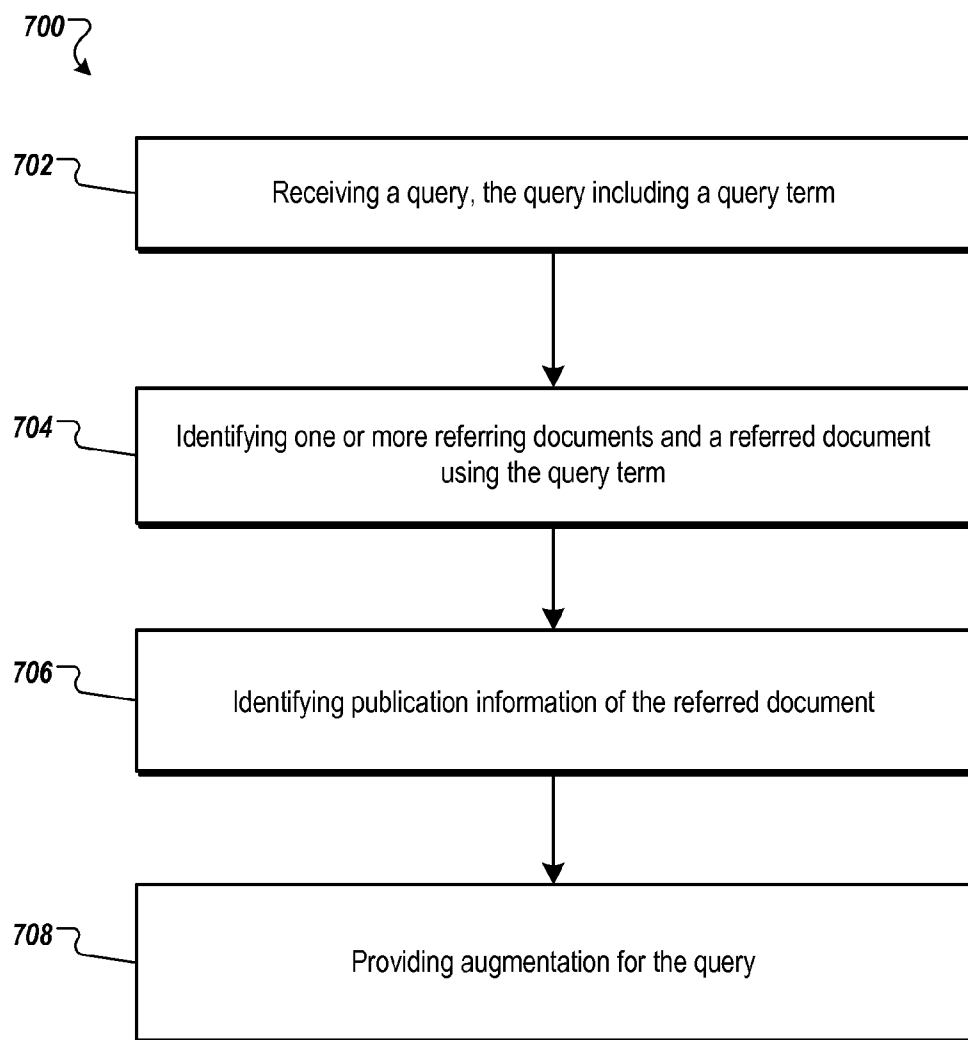 700
702
Receiving a query, the query including a query term
704
Identifying one or more referring documents and a referred document
using the query term
706
Identifying publication information of the referred document
708
Providing augmentation for the query